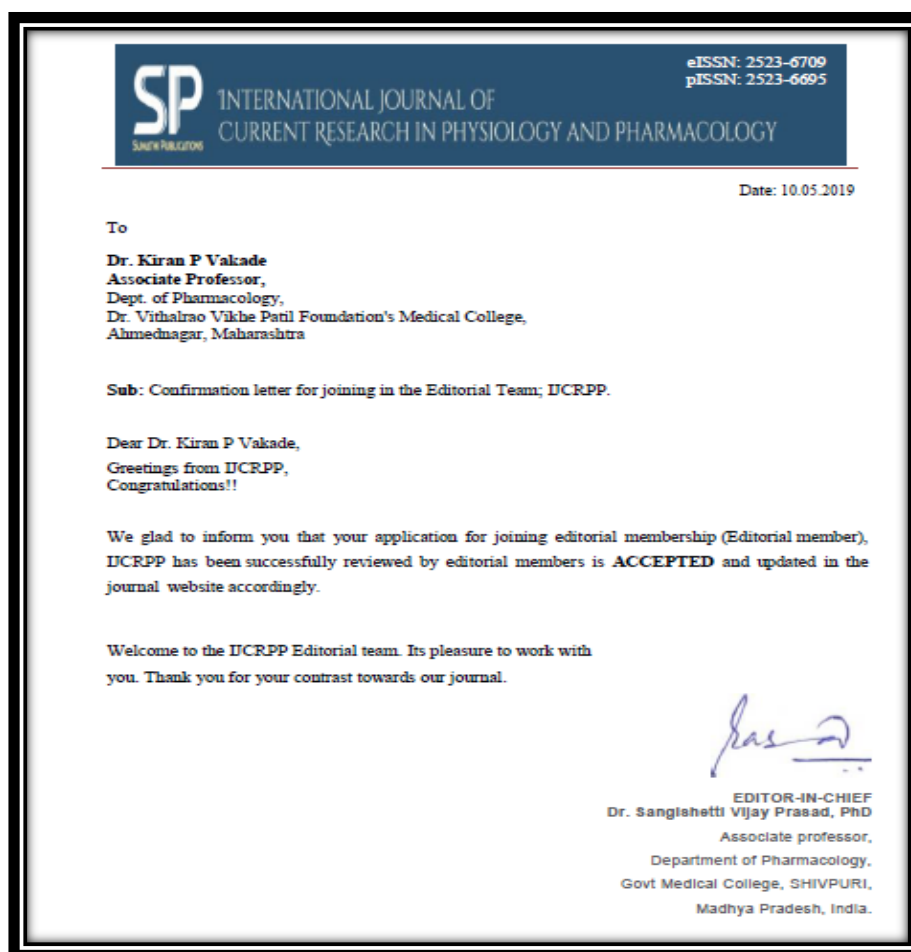 eISSN: 2523-6709
pISSN: 2523-6695
SP
SUMATHI PUBLICATIONS
INTERNATIONAL JOURNAL OF
CURRENT RESEARCH IN PHYSIOLOGY AND PHARMACOLOGY
Date: 10.05.2019
To
Dr. Kiran P Vakade
Associate Professor,
Dept. of Pharmacology,
Dr. Vithalrao Vikhe Patil Foundation's Medical College,
Ahmednagar, Maharashtra
Sub: Confirmation letter for joining in the Editorial Team; IJCRPP.
Dear Dr. Kiran P Vakade,
Greetings from IJCRPP,
Congratulations!!
We glad to inform you that your application for joining editorial membership (Editorial member),
IJCRPP has been successfully reviewed by editorial members is ACCEPTED and updated in the
journal website accordingly.
Welcome to the IJCRPP Editorial team. Its pleasure to work with
you. Thank you for your contrast towards our journal.
EDITOR-IN-CHIEF
Dr. Sangishetti Vijay Prasad, PhD
Associate professor,
Department of Pharmacology,
Govt Medical College, SHIVPURI,
Madhya Pradesh, India.